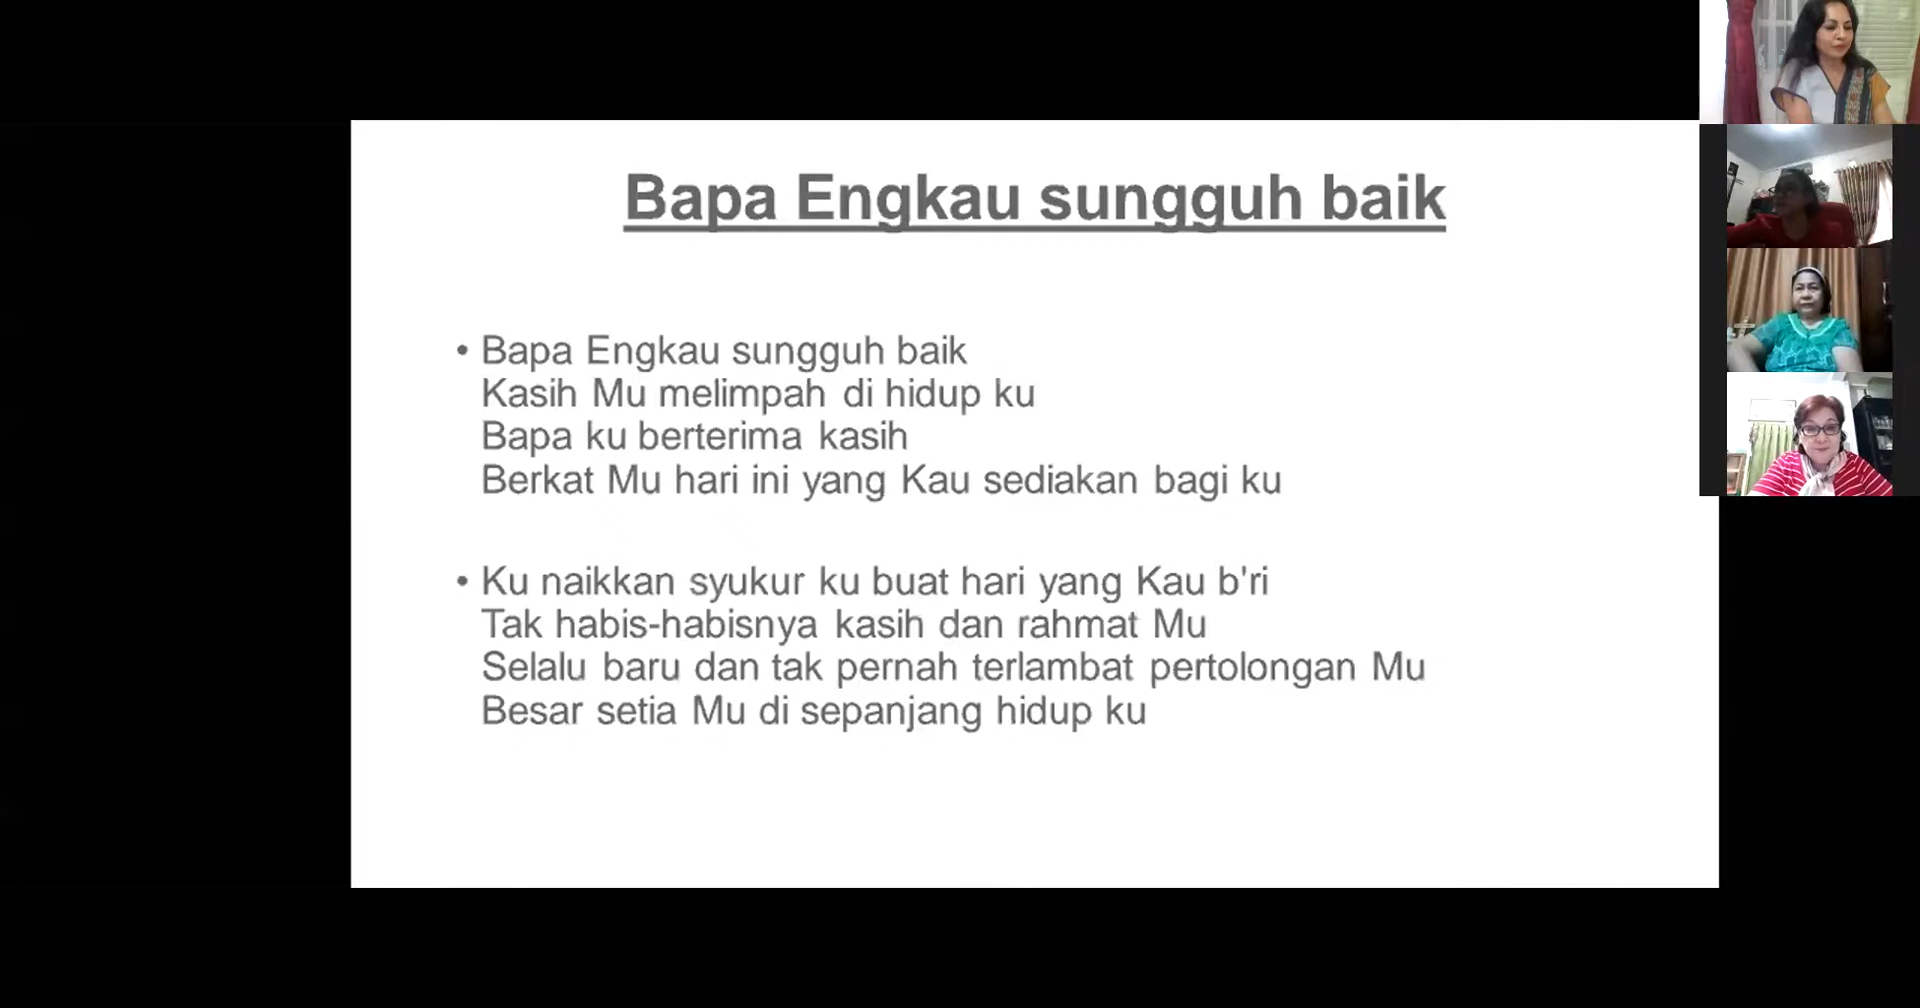 Bapa Engkau sungguh baik
• Bapa Engkau sungguh baik
Kasih Mu melimpah di hidup ku
Bapa ku berterima kasih
Berkat Mu hari ini yang Kau sediakan bagi ku
• Ku naikkan syukur ku buat hari yang Kau b'ri
Tak habis-habisnya kasih dan rahmat Mu
Selalu baru dan tak pernah terlambat pertolongan Mu
Besar setia Mu di sepanjang hidup ku